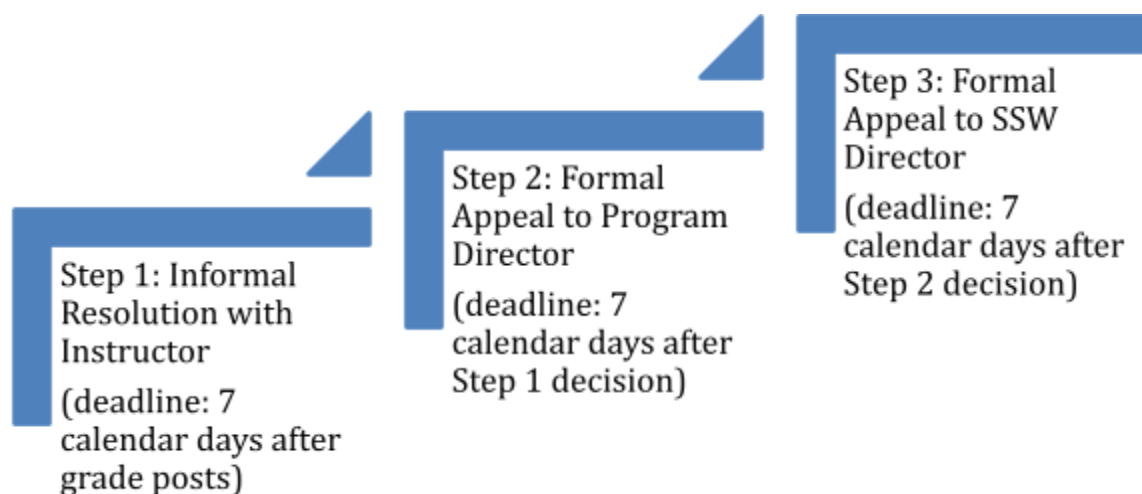 Step 1: Informal
Resolution with
Instructor
(deadline: 7
calendar days after
grade posts)
Step 2: Formal
Appeal to Program
Director
(deadline: 7
calendar days after
Step 1 decision)
Step 3: Formal
Appeal to SSW
Director
(deadline: 7
calendar days after
Step 2 decision)